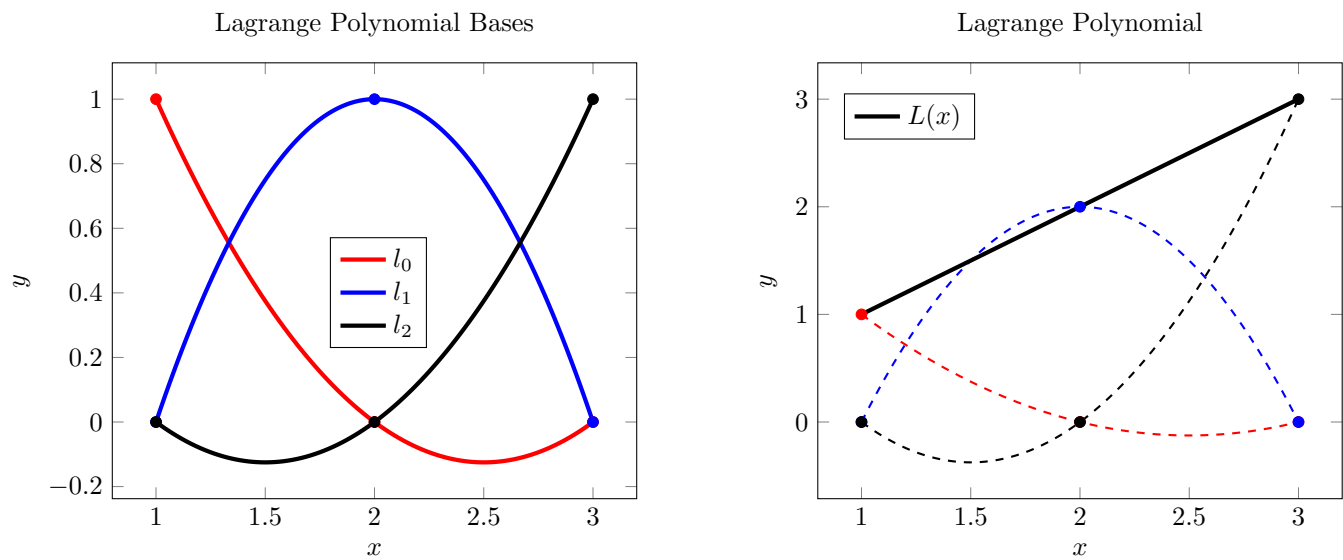 Lagrange Polynomial Bases
1
0.8
0.6
0.4
0.2
0
−0.2
y
l0
l1
l2
1 1.5 2 2.5 3
x
Lagrange Polynomial
3
2
1
0
y
L(x)
1 1.5 2 2.5 3
x